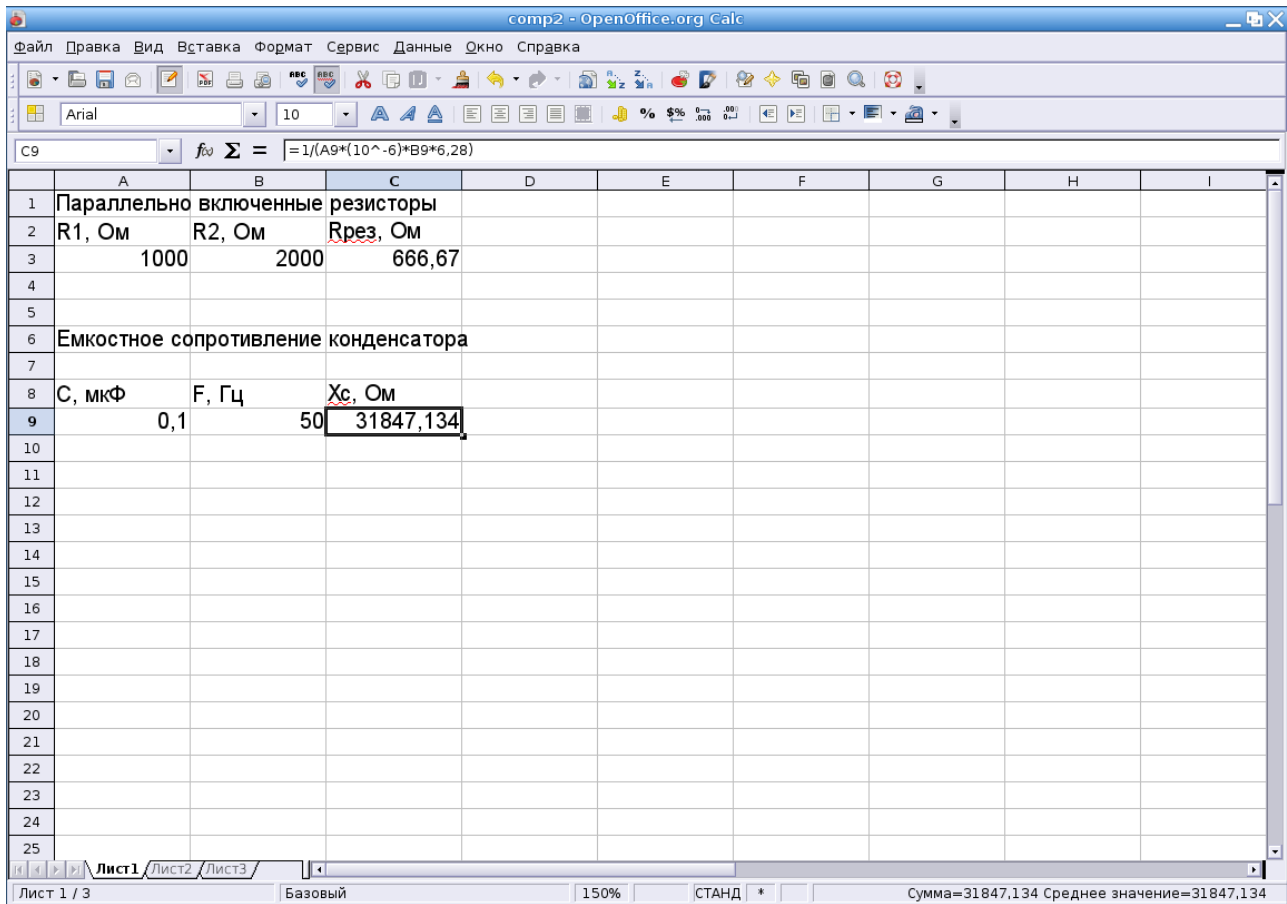 comp2 - OpenOffice.org Calc
Файл Правка Вид Вставка Формат Сервис Данные Окно Справка
Arial 10
C9 =1/(A9*(10^-6)*B9*6,28)
A B C D E F G H I
1 Параллельно включенные резисторы
2 R1, Ом R2, Ом Rрез, Ом
3 1000 2000 666,67
4
5
6 Емкостное сопротивление конденсатора
7
8 С, мкФ F, Гц Xc, Ом
9 0,1 50 31847,134
10
11
12
13
14
15
16
17
18
19
20
21
22
23
24
25
Лист1 Лист2 Лист3
Лист 1 / 3 Базовый 150% СТАНД * Сумма=31847,134 Среднее значение=31847,134